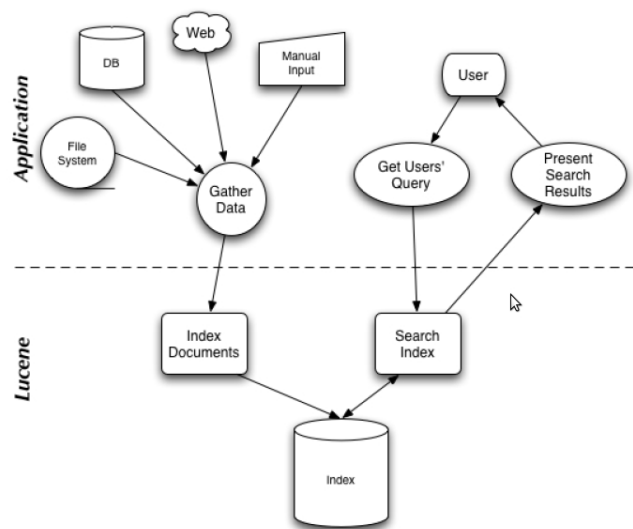 Application
Web
DB
Manual
Input
User
File
System
Gather
Data
Get Users'
Query
Present
Search
Results
Lucene
Index
Documents
Search
Index
Index